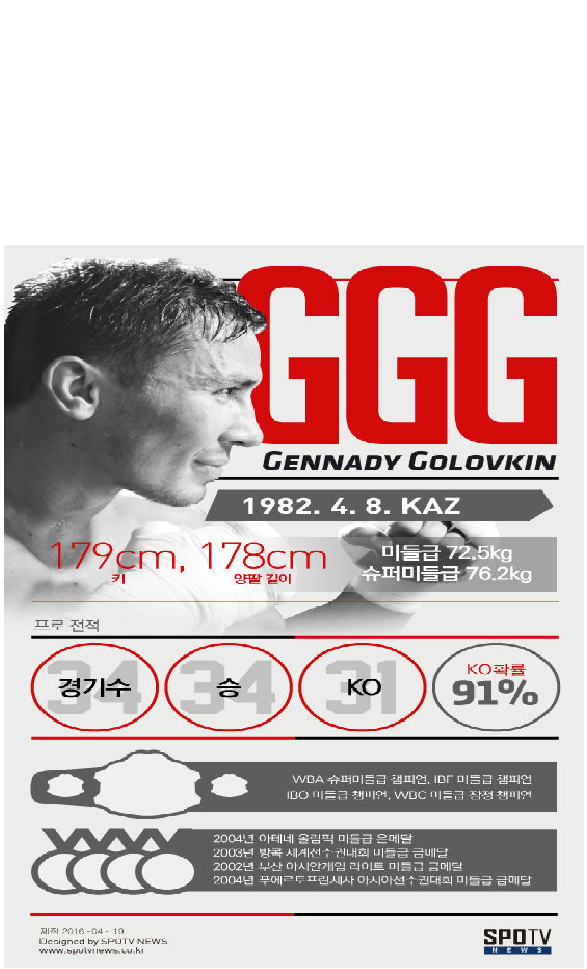 GGG
GENNADY GOLOVKIN
1982. 4. 8. KAZ
179cm, 178cm
키
양팔 길이
미들급 72.5kg
슈퍼미들급 76.2kg
프로 전적
34
경기수
34
승
31
KO
KO확률
91%
WBA 슈퍼미들급 챔피언, IBF 미들급 챔피언
IBO 미들급 챔피언, WBC 미들급 잠정 챔피언
2004년 아테네 올림픽 미들급 은메달
2003년 방콕 세계선수권대회 미들급 금메달
2002년 부산 아시안게임 라이트 미들급 금메달
2004년 푸에르토프린세사 아시아선수권대회 미들급 금메달
제작 2016 - 04 - 19
Designed by SPOTV NEWS
www.spotvnews.co.kr
SPOTV
NEWS